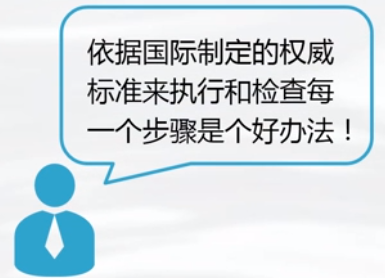 依据国际制定的权威
标准来执行和检查每
一个步骤是个好办法！